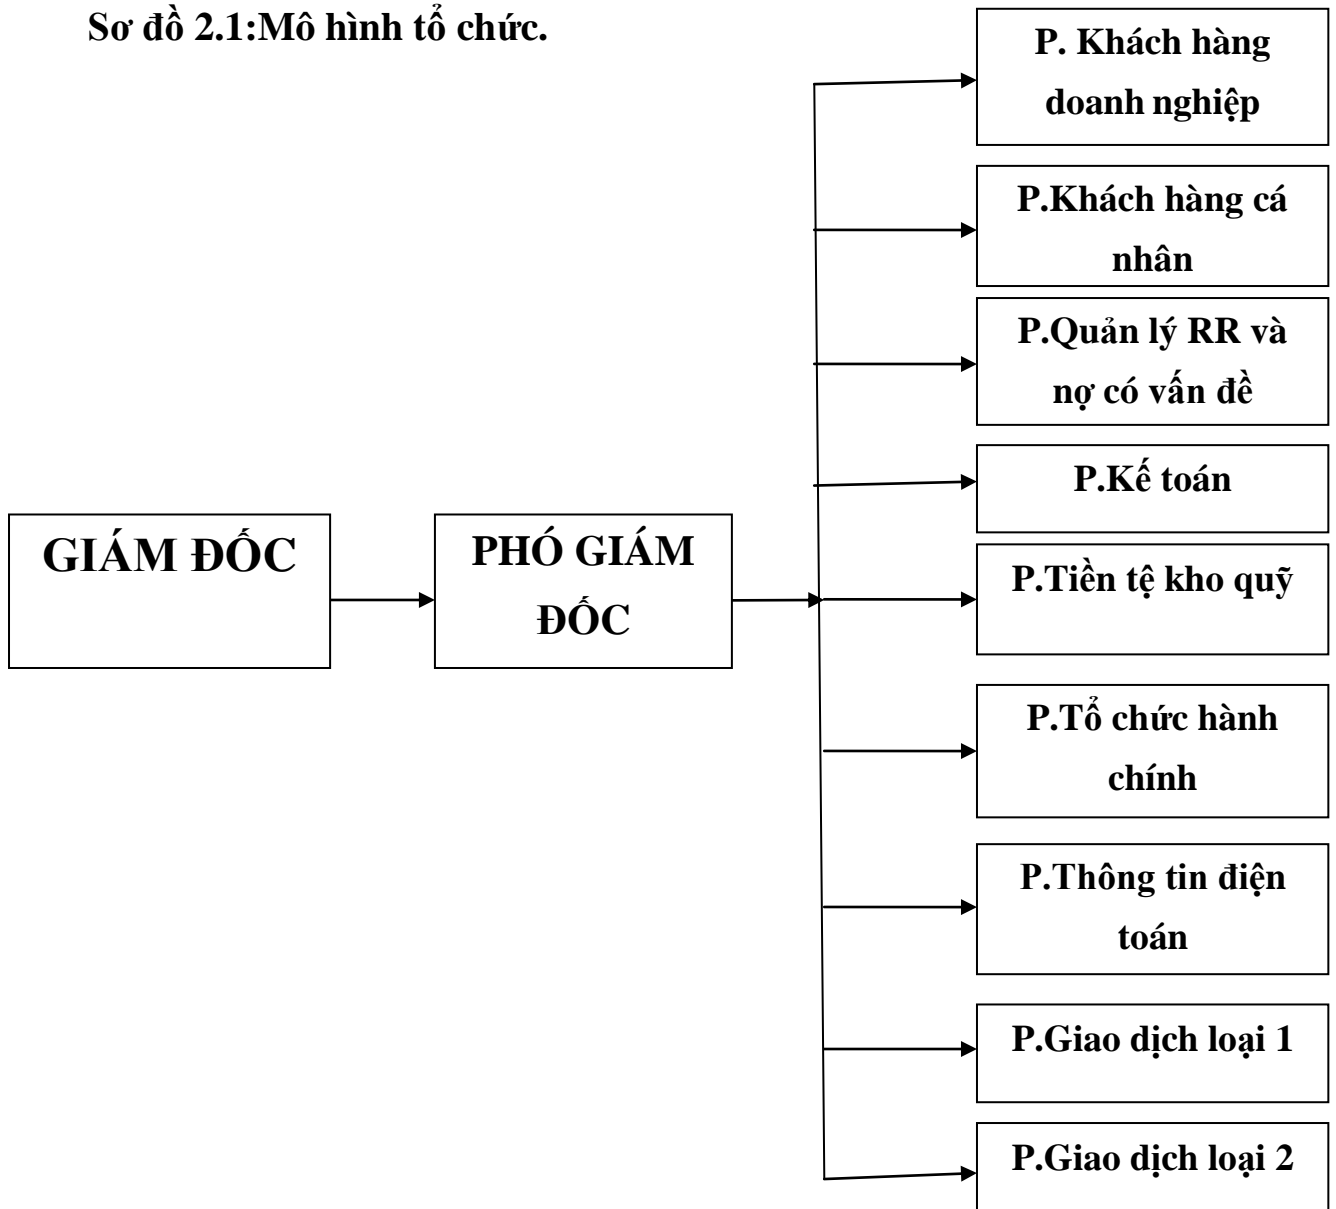 Sơ đồ 2.1:Mô hình tổ chức.
GIÁM ĐỐC
PHÓ GIÁM
ĐỐC
P. Khách hàng
doanh nghiệp
P.Khách hàng cá
nhân
P.Quản lý RR và
nợ có vấn đề
P.Kế toán
P.Tiền tệ kho quỹ
P.Tổ chức hành
chính
P.Thông tin điện
toán
P.Giao dịch loại 1
P.Giao dịch loại 2